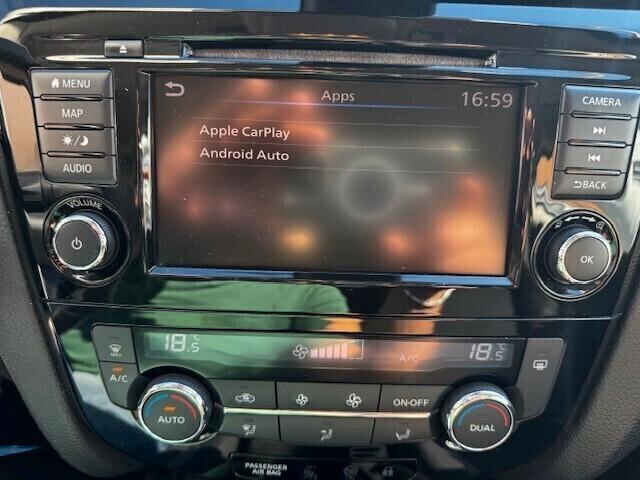 MENU
MAP
AUDIO
VOLUME
Apps
16:59
Apple CarPlay
Android Auto
CAMERA
BACK
OK
18.5°C
A/C
18.5°C
MAX
A/C
AUTO
ON·OFF
DUAL
PASSENGER
AIR BAG